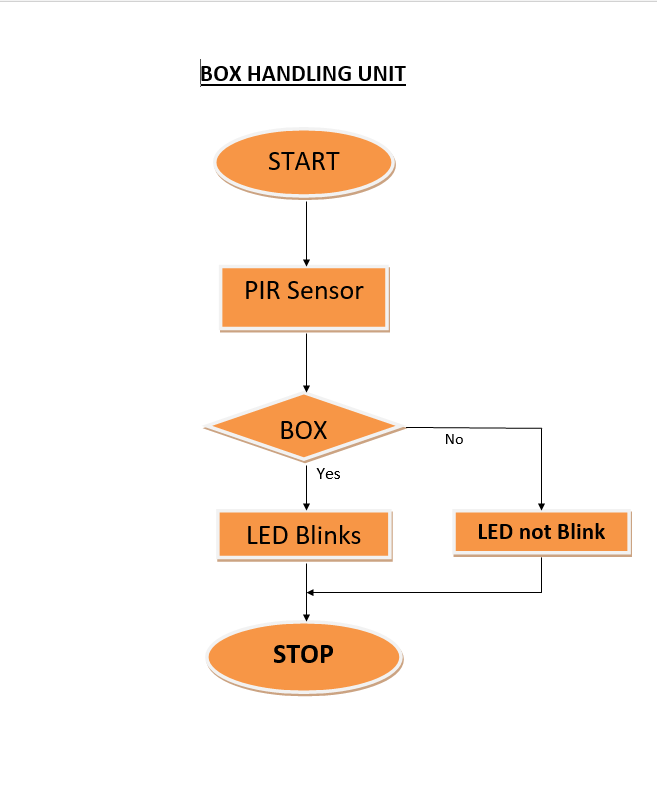 BOX HANDLING UNIT
START
PIR Sensor
BOX
No
Yes
LED Blinks
LED not Blink
STOP